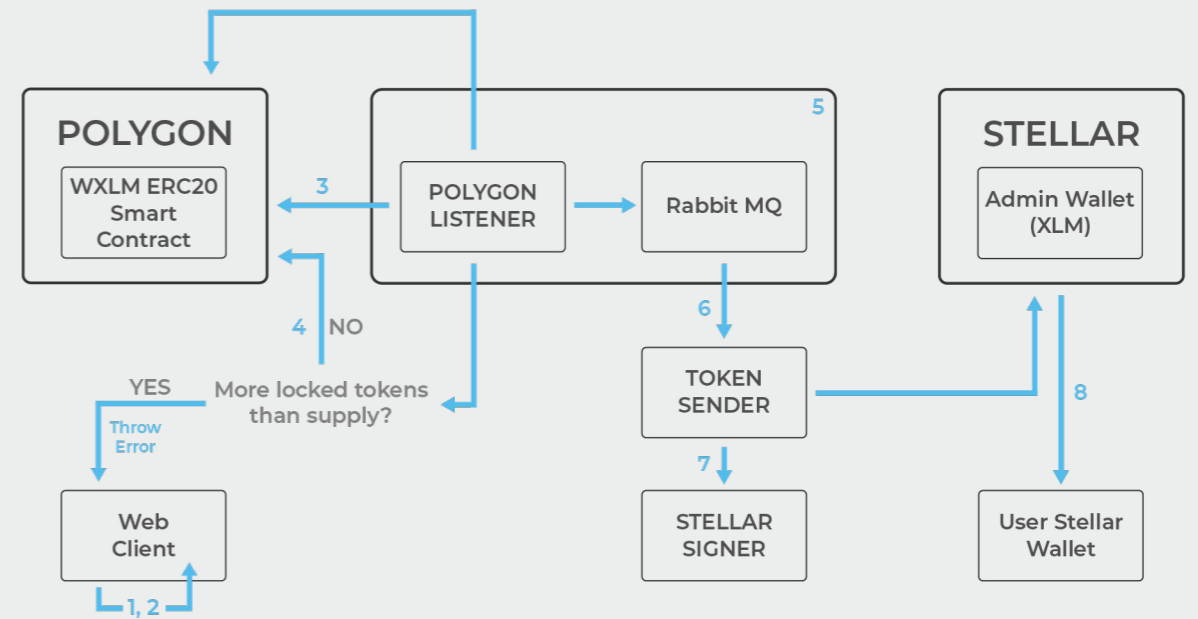 5
POLYGON
WXLM ERC20
Smart
Contract
3
POLYGON
LISTENER
Rabbit MQ
STELLAR
Admin Wallet
(XLM)
4
NO
6
YES
More locked tokens
than supply?
Throw
Error
TOKEN
SENDER
8
7
Web
Client
STELLAR
SIGNER
User Stellar
Wallet
1, 2